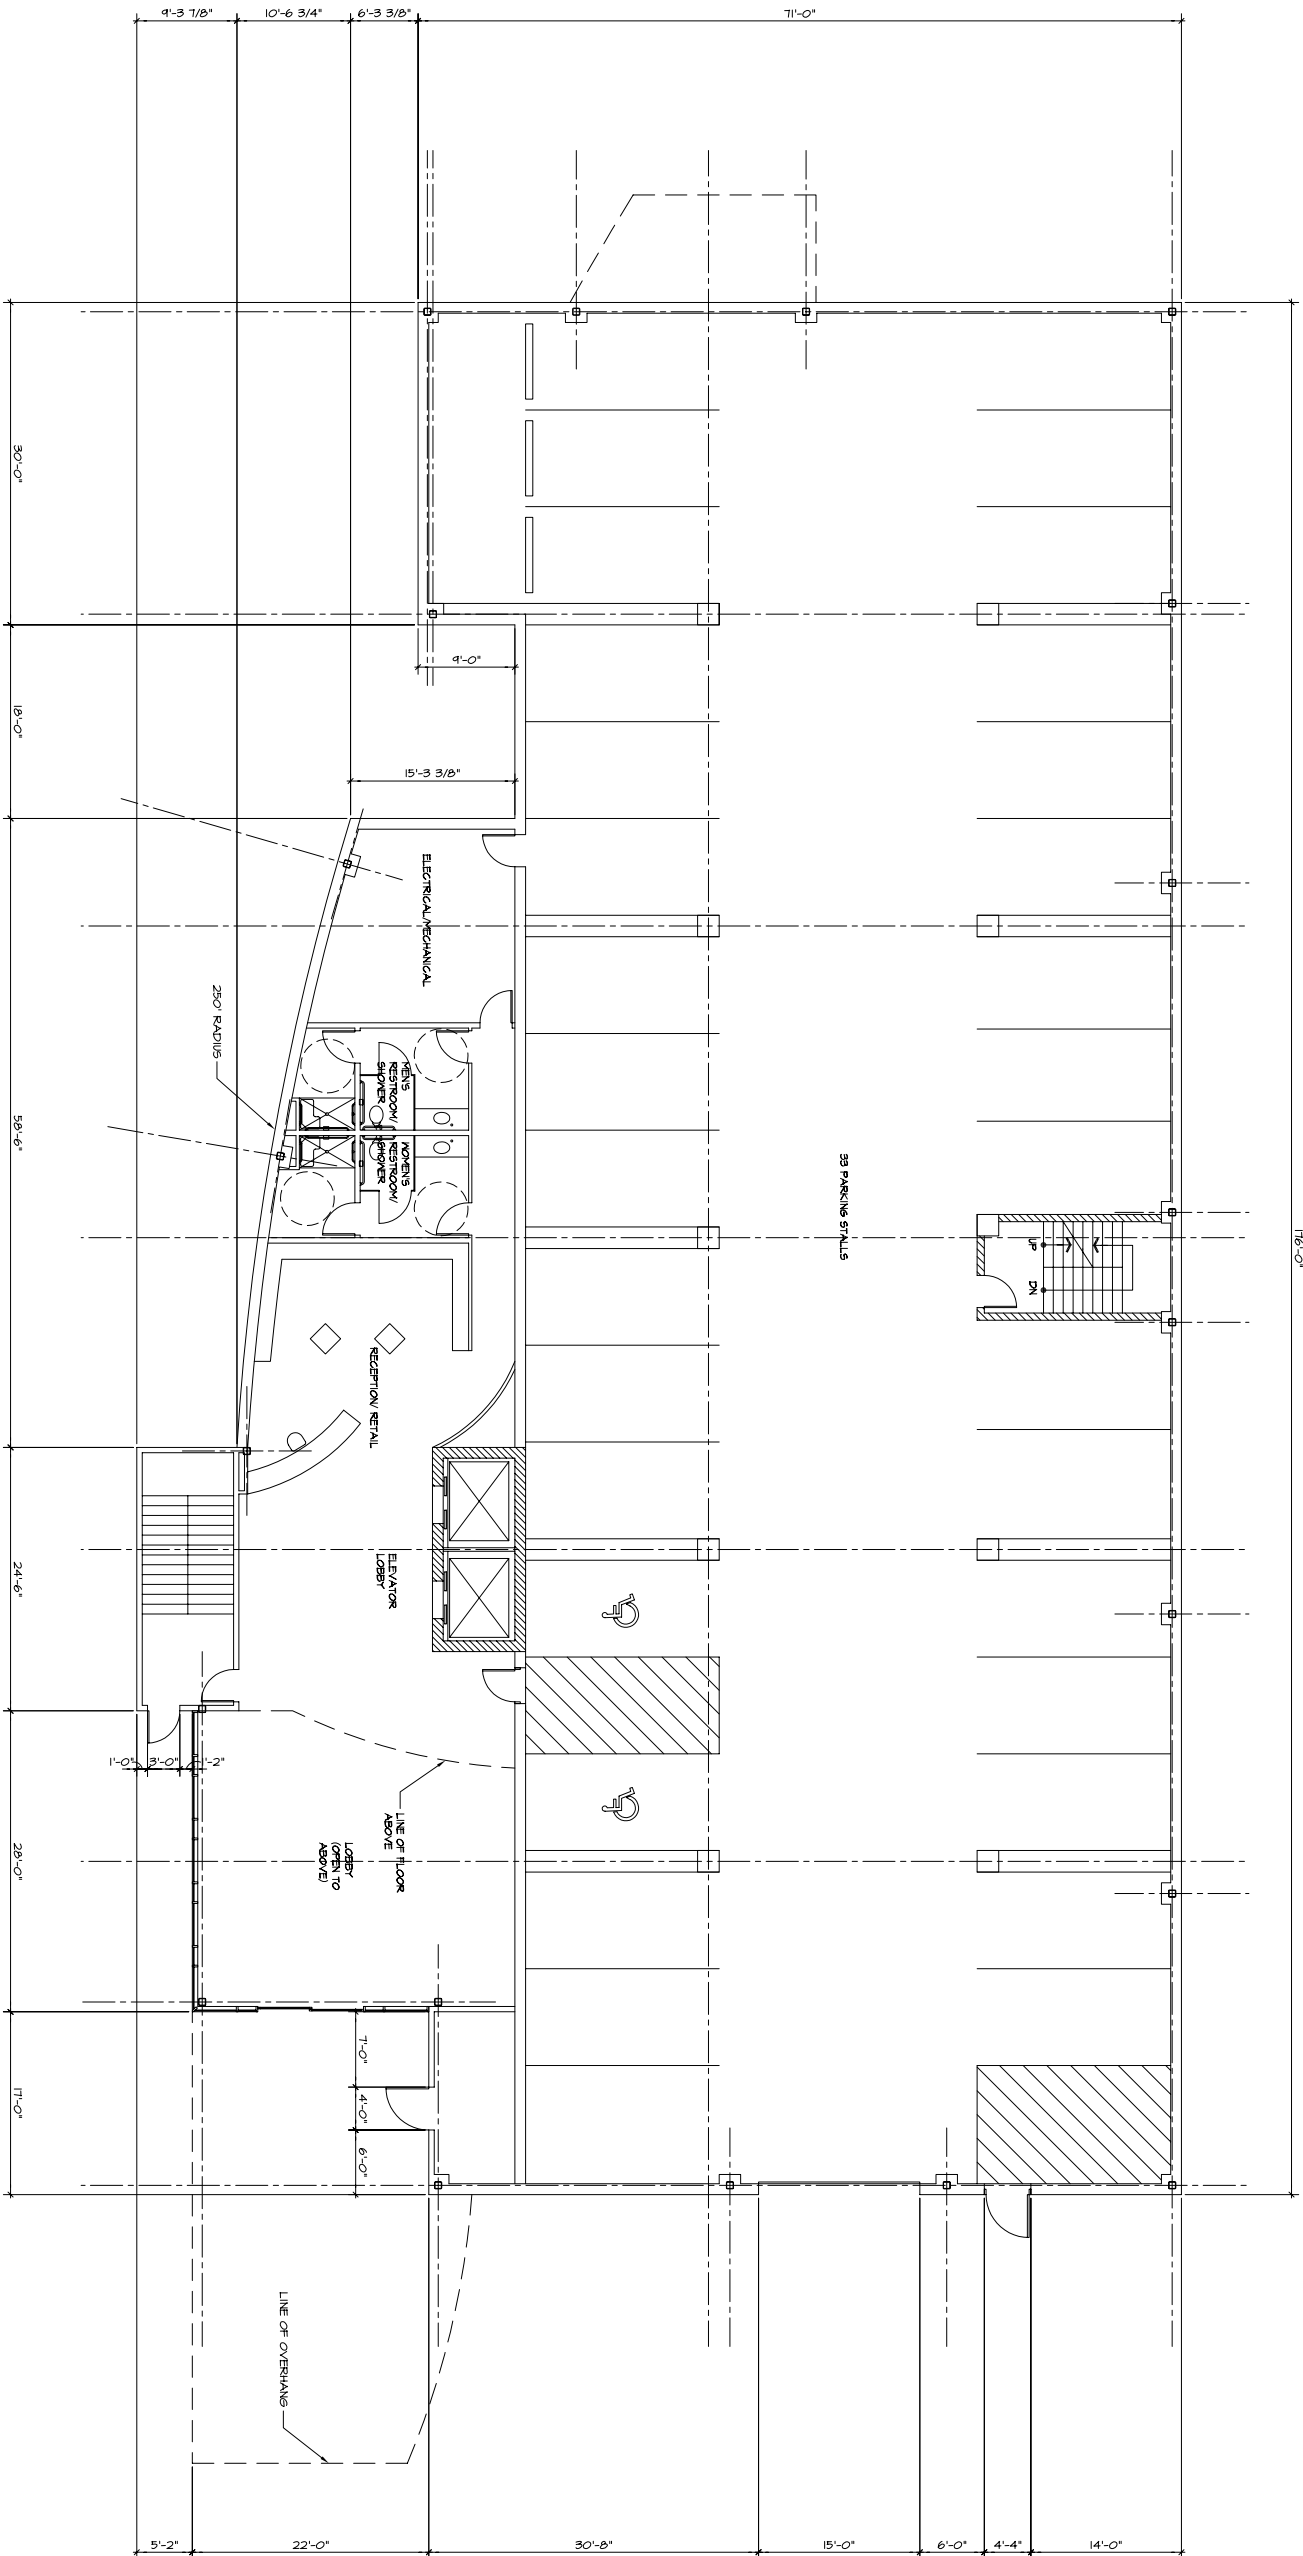 9'-3 7/8"
10'-6 3/4"
6'-3 3/8"
71'-0"
176'-0"
30'-0"
18'-0"
58'-6"
24'-6"
28'-0"
17'-0"
9'-0"
15'-3 3/8"
ELECTRICAL/MECHANICAL
250' RADIUS
MEN'S
RESTROOM/
SHOWER
WOMEN'S
RESTROOM/
SHOWER
33 PARKING STALLS
UP
DN
RECEPTION/ RETAIL
ELEVATOR
LOBBY
1'-0"
3'-0"
1'-2"
LINE OF FLOOR
ABOVE
LOBBY
(OPEN TO
ABOVE)
7'-0"
4'-0"
6'-0"
LINE OF OVERHANG
5'-2"
22'-0"
30'-8"
15'-0"
6'-0"
4'-4"
14'-0"